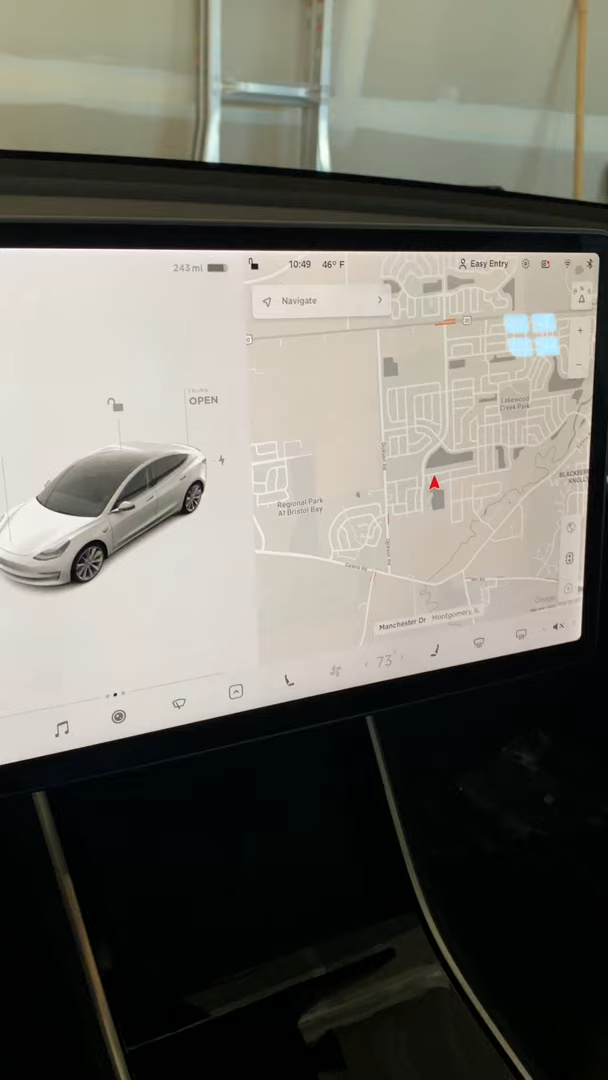 243 mi
10:49 46° F
Easy Entry
Navigate
Lakewood
Creek Park
TRUNK
OPEN
BLACKBERRY
KNOLL
Regional Park
At Bristol Bay
Google
Manchester Dr Montgomery, IL
73°